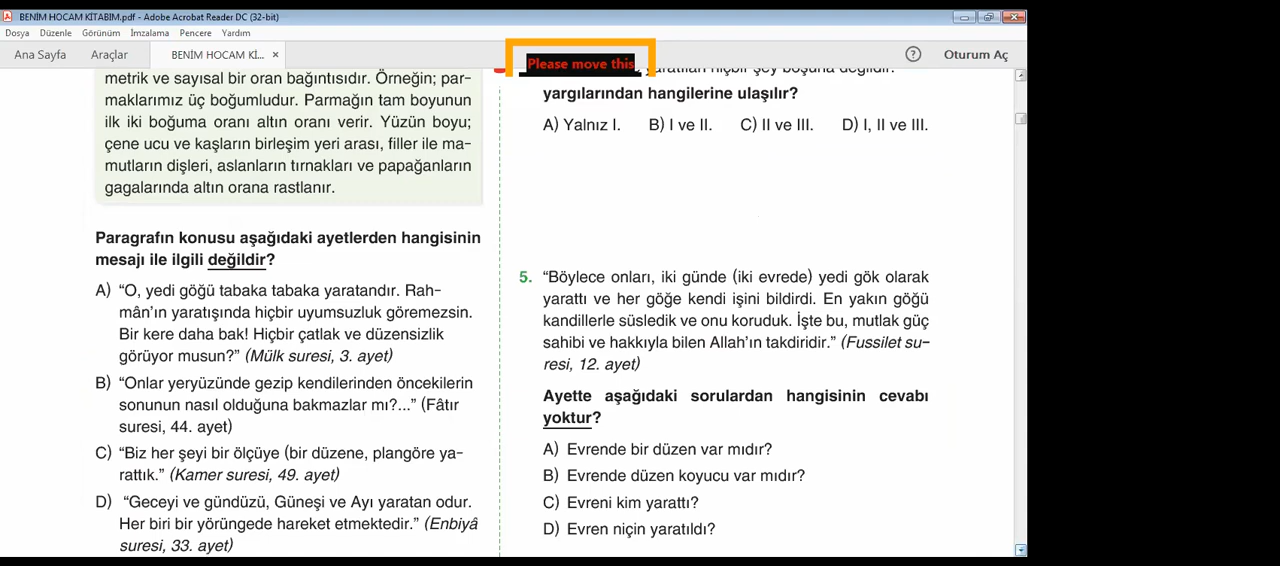 BENİM HOCAM KİTABIM.pdf - Adobe Acrobat Reader DC (32-bit)
Dosya Düzenle Görünüm İmzalama Pencere Yardım
Ana Sayfa Araçlar BENİM HOCAM Kİ... × ? Oturum Aç
metrik ve sayısal bir oran bağıntısıdır. Örneğin; par-
maklarımız üç boğumludur. Parmağın tam boyunun
ilk iki boğuma oranı altın oranı verir. Yüzün boyu;
çene ucu ve kaşların birleşim yeri arası, filler ile ma-
mutların dişleri, aslanların tırnakları ve papağanların
gagalarında altın orana rastlanır.
Paragrafın konusu aşağıdaki ayetlerden hangisinin
mesajı ile ilgili değildir?
A) “O, yedi göğü tabaka tabaka yaratandır. Rah-
mân’ın yaratışında hiçbir uyumsuzluk göremezsin.
Bir kere daha bak! Hiçbir çatlak ve düzensizlik
görüyor musun?” (Mülk suresi, 3. ayet)
B) “Onlar yeryüzünde gezip kendilerinden öncekilerin
sonunun nasıl olduğuna bakmazlar mı?...” (Fâtır
suresi, 44. ayet)
C) “Biz her şeyi bir ölçüye (bir düzene, plangöre ya-
rattık.” (Kamer suresi, 49. ayet)
D) “Geceyi ve gündüzü, Güneşi ve Ayı yaratan odur.
Her biri bir yörüngede hareket etmektedir.” (Enbiyâ
suresi, 33. ayet)
Please move this
yaratılan hiçbir şey boşuna değildir.
yargılarından hangilerine ulaşılır?
A) Yalnız I. B) I ve II. C) II ve III. D) I, II ve III.
5. “Böylece onları, iki günde (iki evrede) yedi gök olarak
yarattı ve her göğe kendi işini bildirdi. En yakın göğü
kandillerle süsledik ve onu koruduk. İşte bu, mutlak güç
sahibi ve hakkıyla bilen Allah’ın takdiridir.” (Fussilet su-
resi, 12. ayet)
Ayette aşağıdaki sorulardan hangisinin cevabı
yoktur?
A) Evrende bir düzen var mıdır?
B) Evrende düzen koyucu var mıdır?
C) Evreni kim yarattı?
D) Evren niçin yaratıldı?